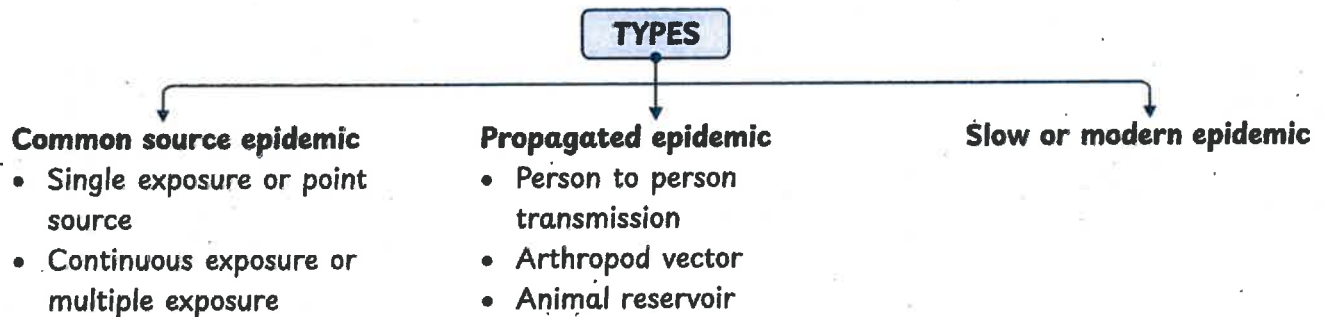 TYPES
Common source epidemic
• Single exposure or point
source
• Continuous exposure or
multiple exposure
Propagated epidemic
• Person to person
transmission
• Arthropod vector
• Animal reservoir
Slow or modern epidemic